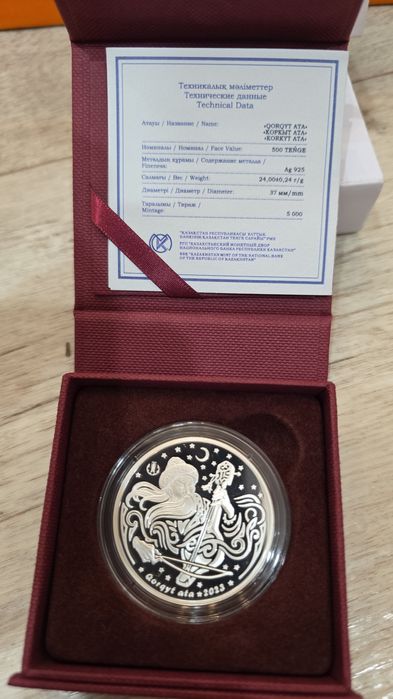 Техникалық мәліметтер
Технические данные
Technical Data
Атауы / Название / Name: «QORQYT ATA»
«ҚОРҚЫТ АТА»
«КОРКУТ АТА»
Номиналы / Номинал / Face Value: 500 TEŃGE
Металдың құрамы / Содержание металла /
Fineness: Ag 925
Салмағы / Вес / Weight: 24,00±0,24 г/g
Диаметрі / Диаметр / Diameter: 37 мм/mm
Таралымы / Тираж /
Mintage: 5 000
"ҚАЗАҚСТАН РЕСПУБЛИКАСЫ ҰЛТТЫҚ
БАНКІНІҢ ҚАЗАҚСТАН ТЕҢГЕ САРАЙЫ" РМК
РГП "КАЗАХСТАНСКИЙ МОНЕТНЫЙ ДВОР
НАЦИОНАЛЬНОГО БАНКА РЕСПУБЛИКИ КАЗАХСТАН"
RSE "KAZAKHSTAN MINT OF THE NATIONAL BANK
OF THE REPUBLIC OF KAZAKHSTAN"
Qorqyt ata ★ 2023